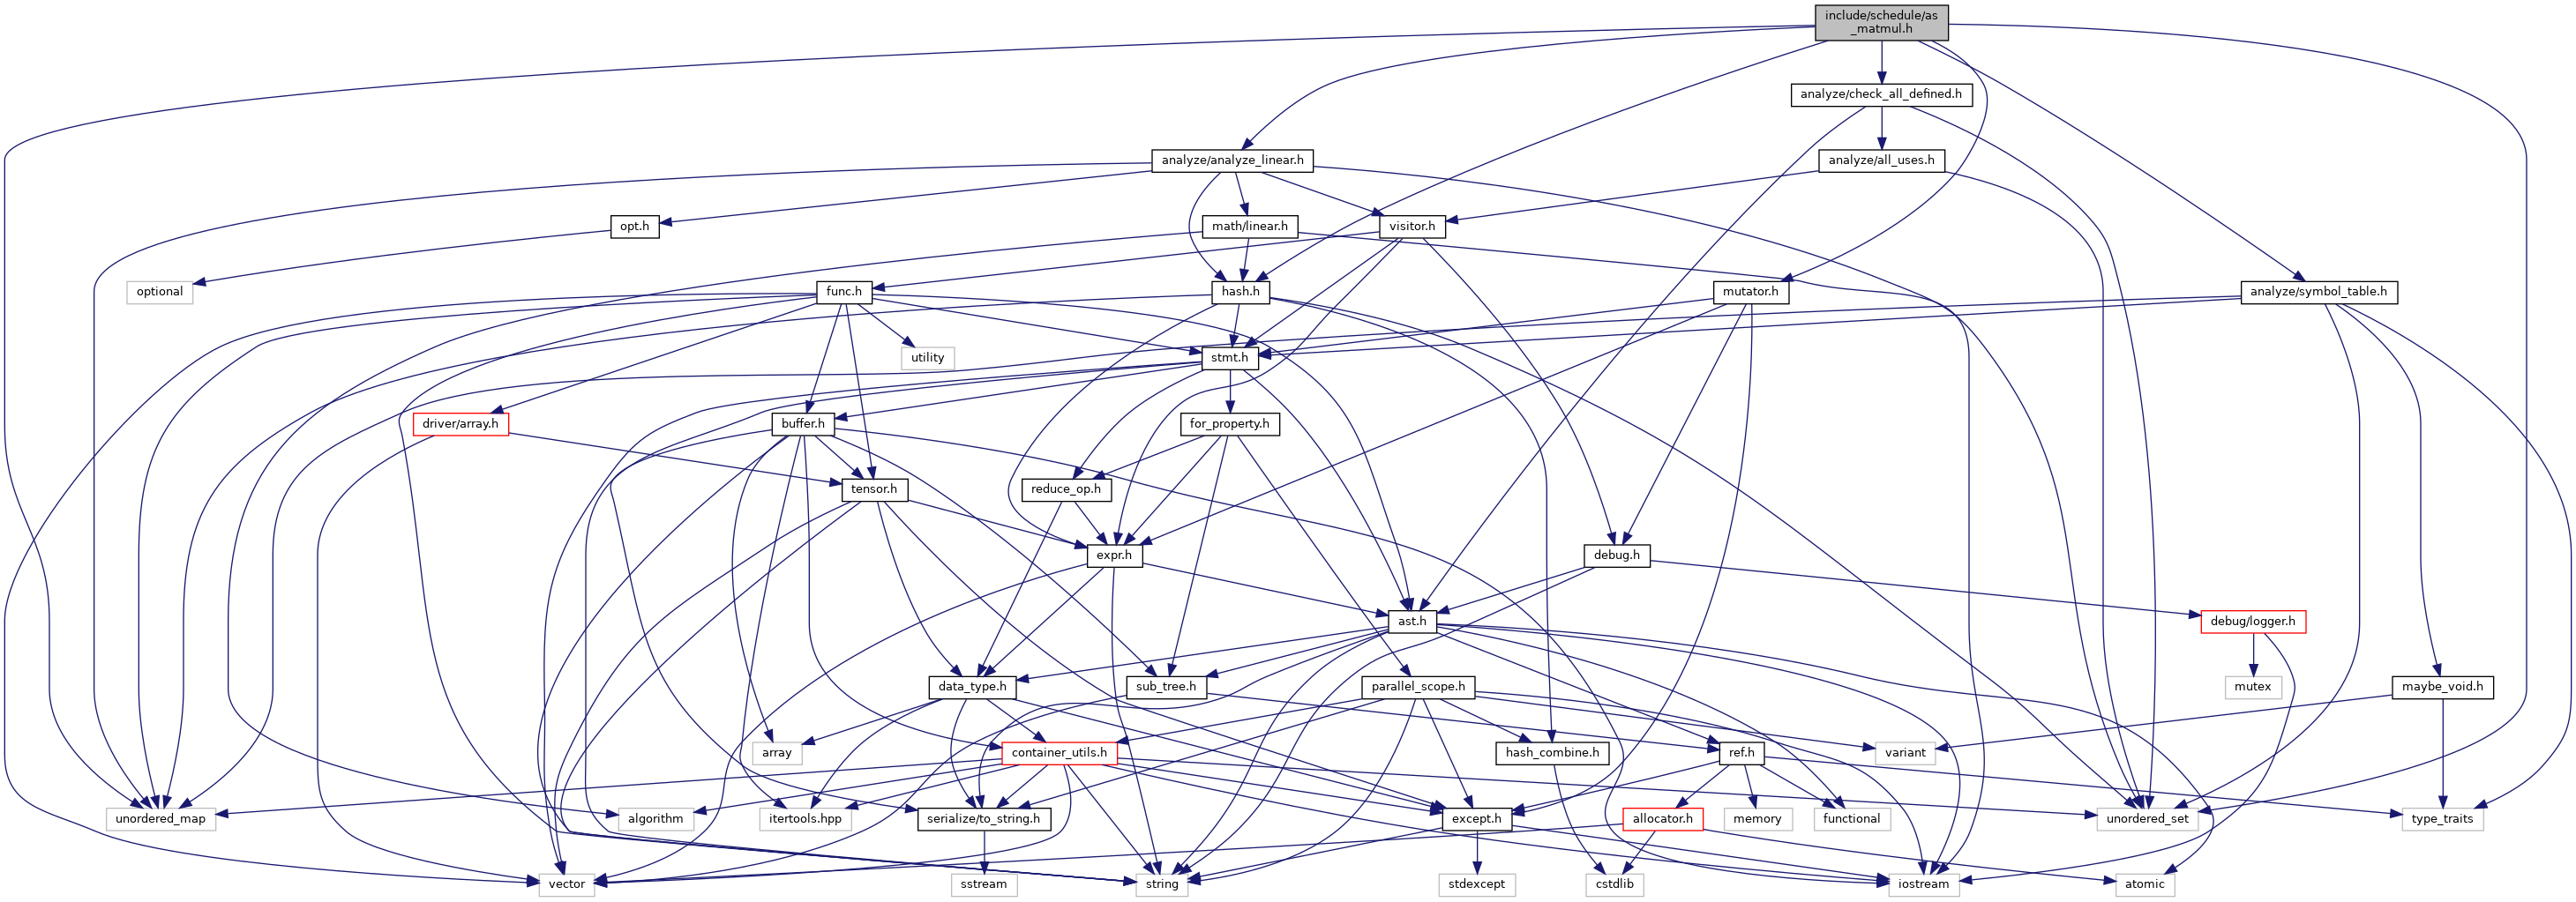 include/schedule/as
_matmul.h
analyze/check_all_defined.h
analyze/analyze_linear.h
analyze/all_uses.h
opt.h
math/linear.h
visitor.h
optional
func.h
hash.h
mutator.h
analyze/symbol_table.h
utility
stmt.h
driver/array.h
buffer.h
for_property.h
tensor.h
reduce_op.h
expr.h
debug.h
ast.h
debug/logger.h
data_type.h
sub_tree.h
parallel_scope.h
mutex
maybe_void.h
array
container_utils.h
hash_combine.h
ref.h
variant
unordered_map
algorithm
itertools.hpp
serialize/to_string.h
except.h
allocator.h
memory
functional
unordered_set
type_traits
vector
sstream
string
stdexcept
cstdlib
iostream
atomic